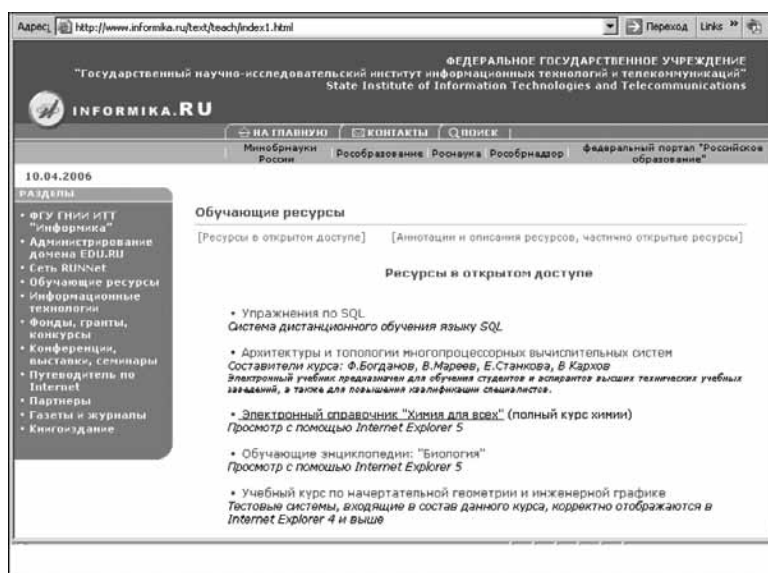 Адрес: http://www.informika.ru/text/teach/index1.html Переход Links »
ФЕДЕРАЛЬНОЕ ГОСУДАРСТВЕННОЕ УЧРЕЖДЕНИЕ
"Государственный научно-исследовательский институт информационных технологий и телекоммуникаций"
State Institute of Information Technologies and Telecommunications
INFORMIKA.RU
НА ГЛАВНУЮ | КОНТАКТЫ | ПОИСК |
Минобрнауки России | Рособразование | Роснаука | Рособрнадзор | федеральный портал "Российское образование"
10.04.2006
РАЗДЕЛЫ
• ФГУ ГНИИ ИТТ
"Информика"
• Администрирование
домена EDU.RU
• Сеть RUNNet
• Обучающие ресурсы
• Информационные
технологии
• Фонды, гранты,
конкурсы
• Конференции,
выставки, семинары
• Путеводитель по
Internet
• Партнеры
• Газеты и журналы
• Книгоиздание
Обучающие ресурсы
[Ресурсы в открытом доступе] [Аннотации и описания ресурсов, частично открытые ресурсы]
Ресурсы в открытом доступе
• Упражнения по SQL
Система дистанционного обучения языку SQL
• Архитектуры и топологии многопроцессорных вычислительных систем
Составители курса: Ф.Богданов, В.Мареев, Е.Станкова, В Кархов
Электронный учебник предназначен для обучения студентов и аспирантов высших технических учебных
заведений, а также для повышения квалификации специалистов.
• Электронный справочник "Химия для всех" (полный курс химии)
Просмотр с помощью Internet Explorer 5
• Обучающие энциклопедии: "Биология"
Просмотр с помошью Internet Explorer 5
• Учебный курс по начертательной геометрии и инженерной графике
Тестовые системы, входящие в состав данного курса, корректно отображаются в
Internet Explorer 4 и выше